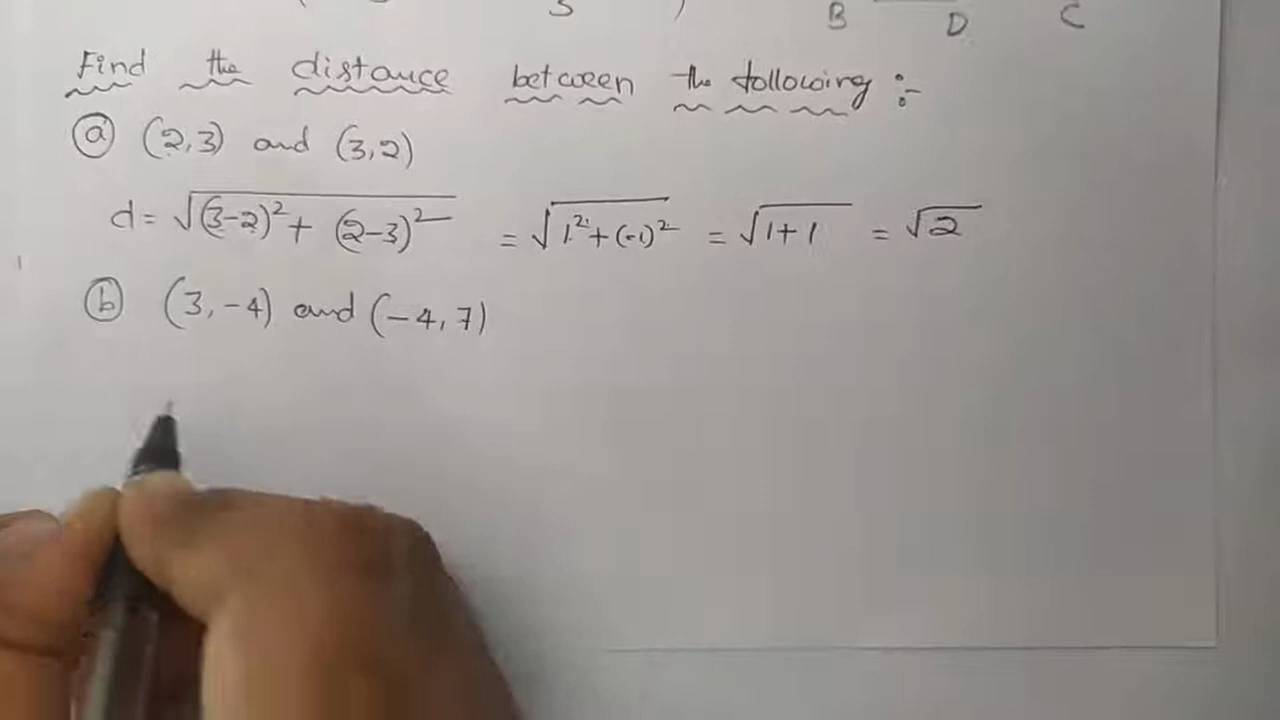 S )
B D C
Find the distance between the following :-
(a) (2,3) and (3,2)
d = √(3-2)² + (2-3)² = √1² + (-1)² = √1+1 = √2
(b) (3,-4) and (-4,7)